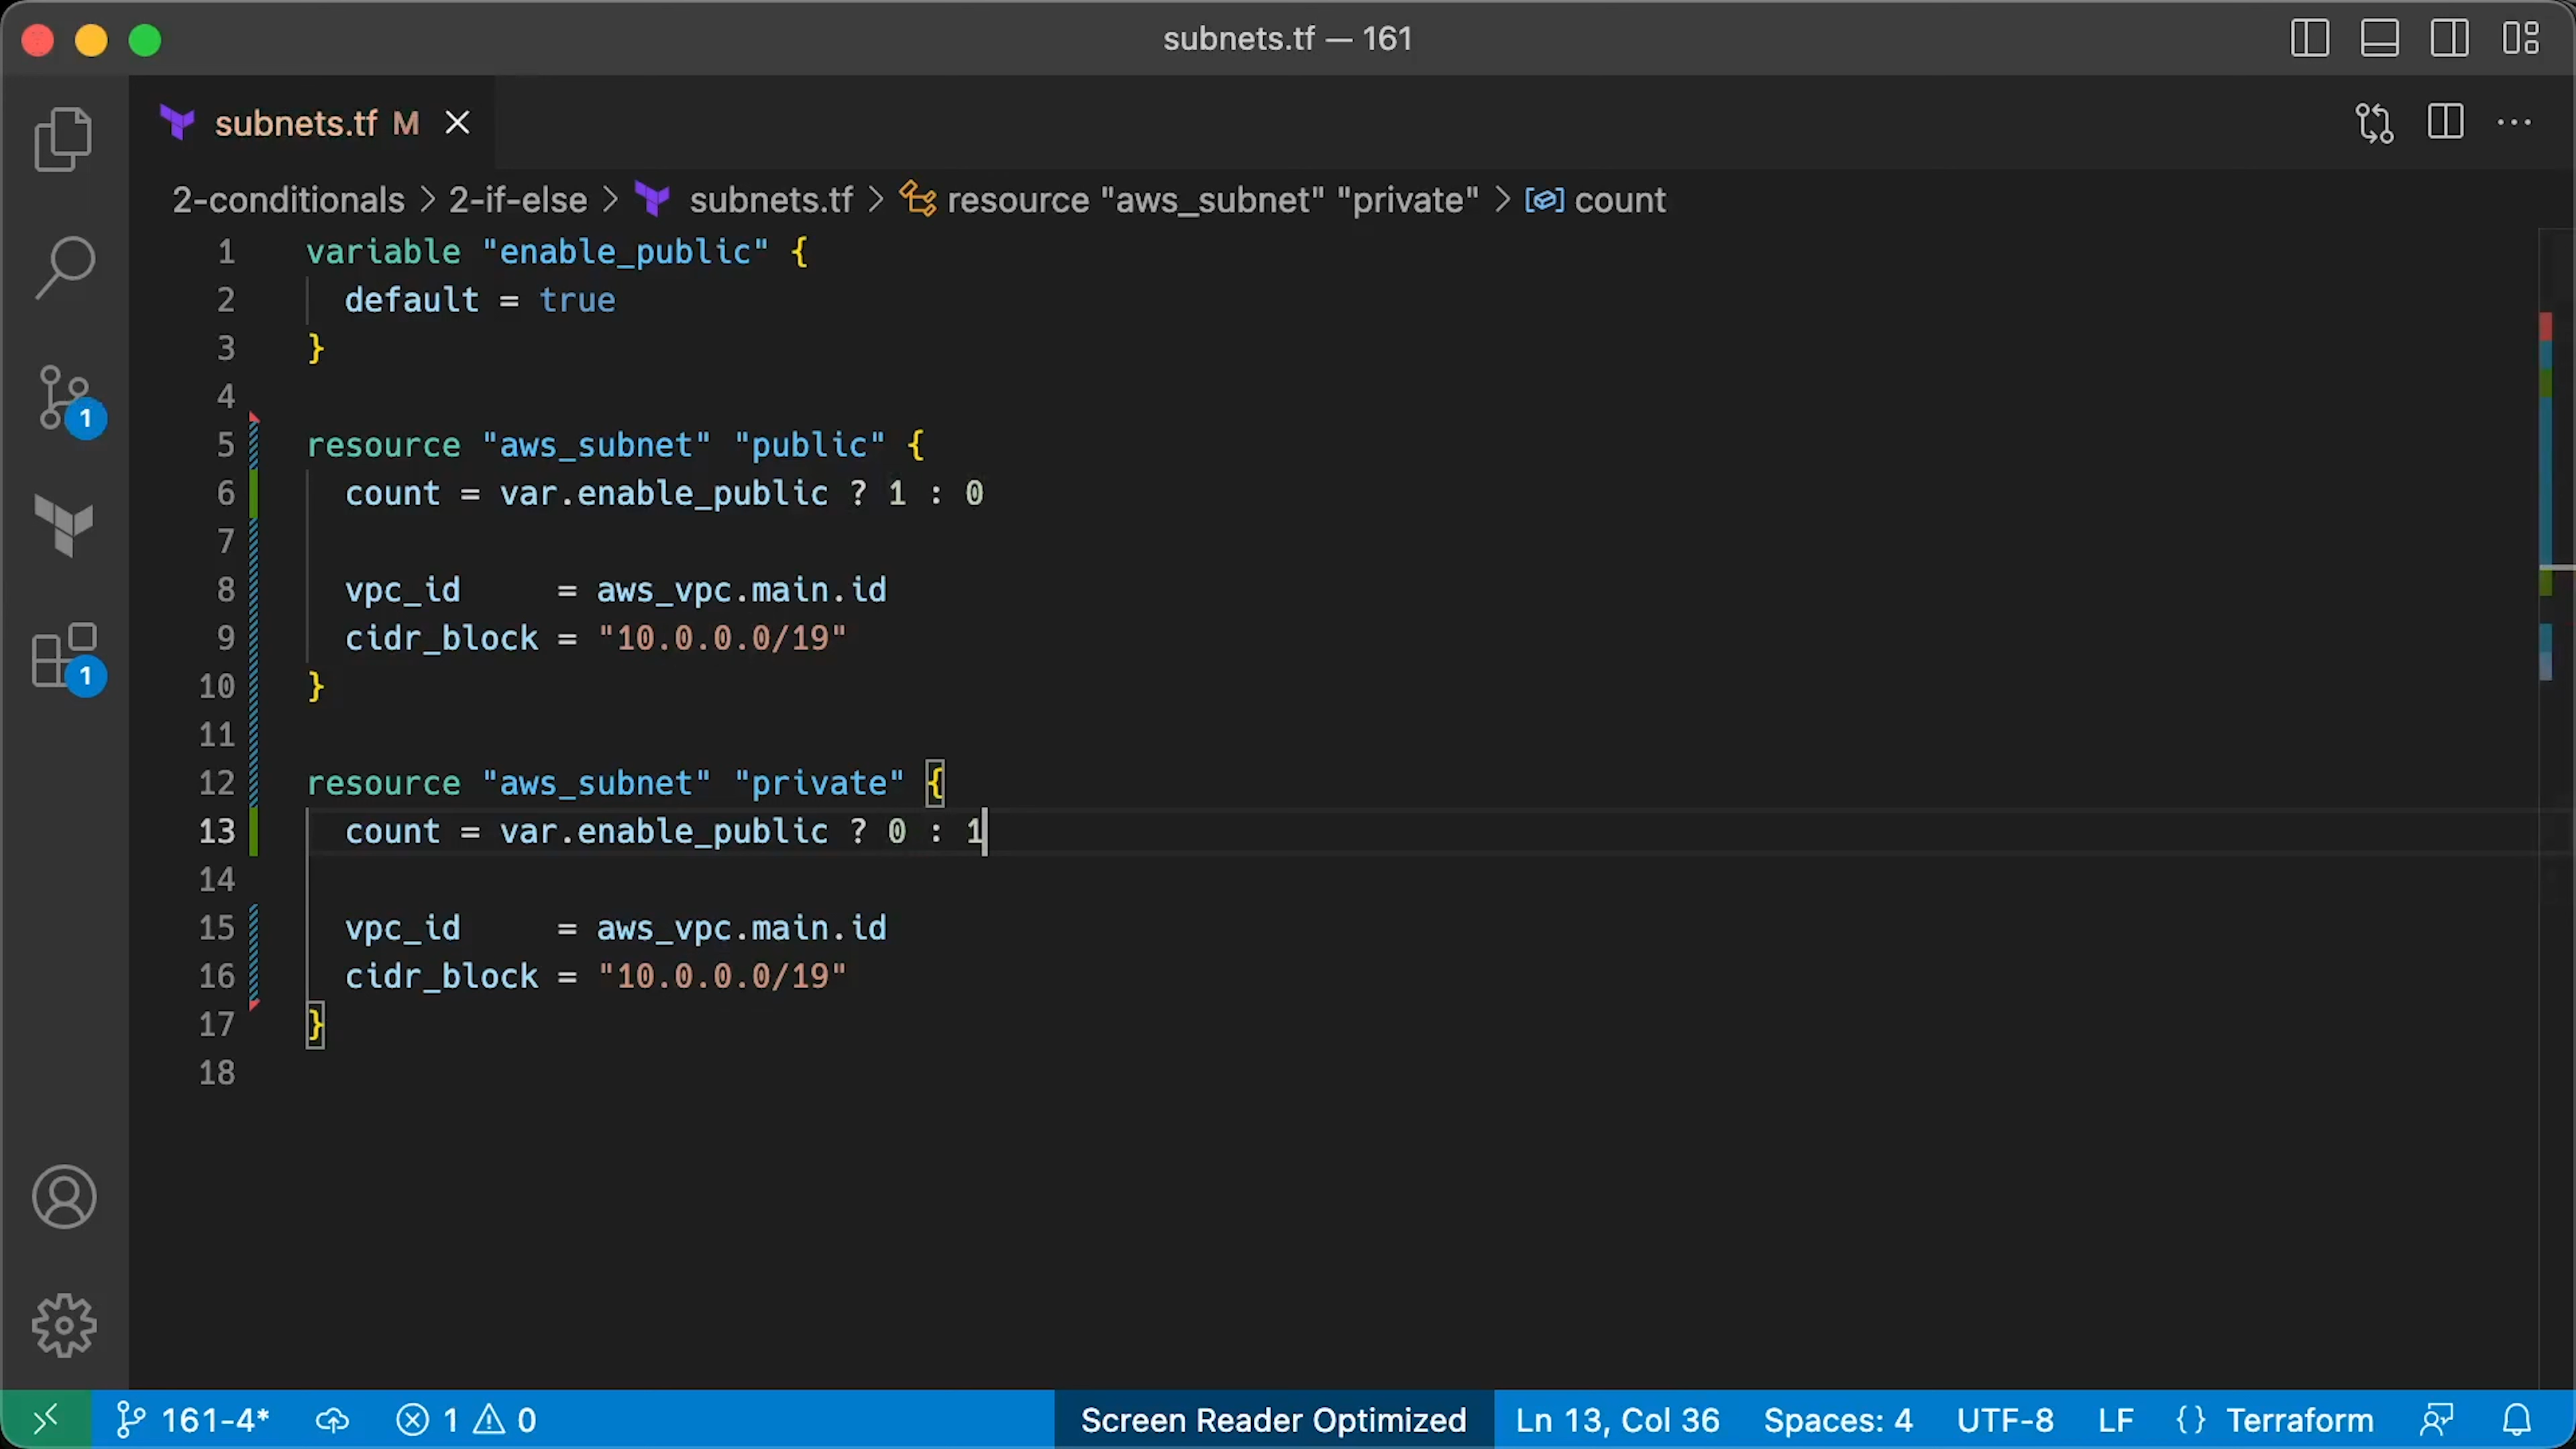 subnets.tf — 161
subnets.tf M
2-conditionals > 2-if-else > subnets.tf > resource "aws_subnet" "private" > count
1 variable "enable_public" {
2 default = true
3 }
4
5 resource "aws_subnet" "public" {
6 count = var.enable_public ? 1 : 0
7
8 vpc_id     = aws_vpc.main.id
9 cidr_block = "10.0.0.0/19"
10 }
11
12 resource "aws_subnet" "private" {
13 count = var.enable_public ? 0 : 1
14
15 vpc_id     = aws_vpc.main.id
16 cidr_block = "10.0.0.0/19"
17 }
18
1
1
161-4* 1 0 Screen Reader Optimized Ln 13, Col 36 Spaces: 4 UTF-8 LF {} Terraform